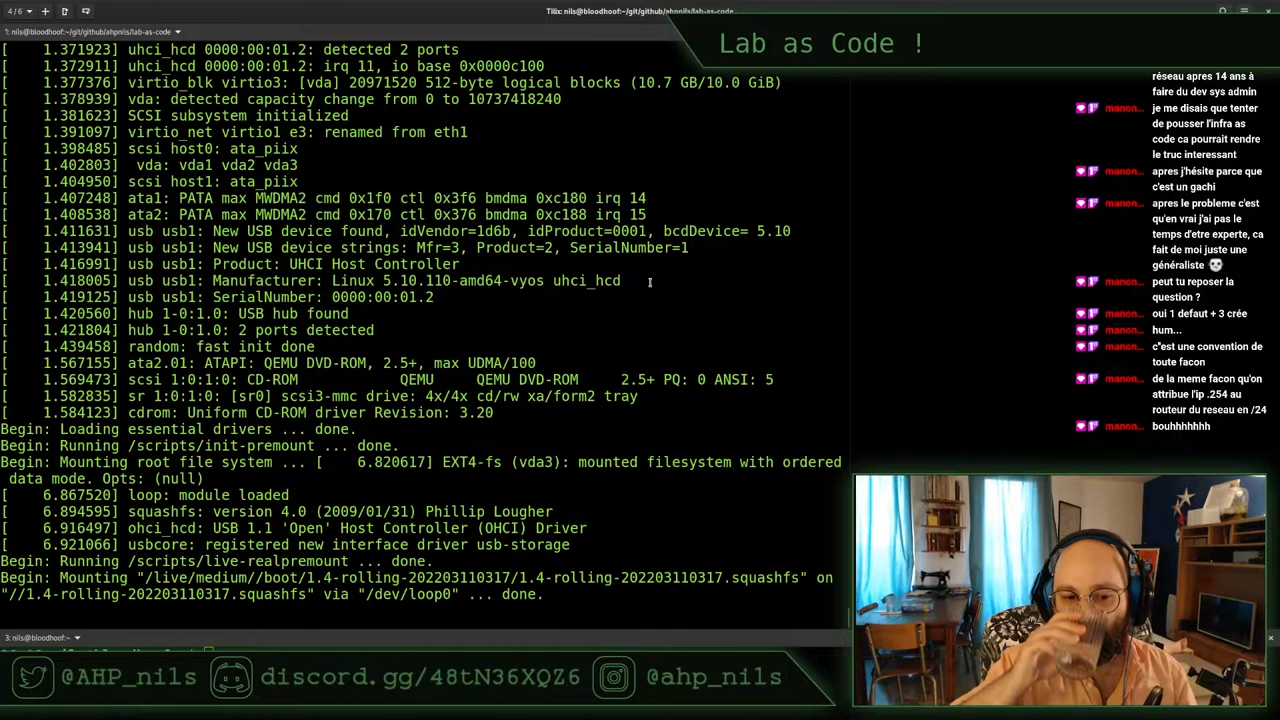 4/6
Tilix: nils@bloodhoof:~/git/github/ahpnils/lab-as-code
1: nils@bloodhoof:~/git/github/ahpnils/lab-as-code
[    1.371923] uhci_hcd 0000:00:01.2: detected 2 ports
[    1.372911] uhci_hcd 0000:00:01.2: irq 11, io base 0x0000c100
[    1.377376] virtio_blk virtio3: [vda] 20971520 512-byte logical blocks (10.7 GB/10.0 GiB)
[    1.378939] vda: detected capacity change from 0 to 10737418240
[    1.381623] SCSI subsystem initialized
[    1.391097] virtio_net virtio1 e3: renamed from eth1
[    1.398485] scsi host0: ata_piix
[    1.402803]  vda: vda1 vda2 vda3
[    1.404950] scsi host1: ata_piix
[    1.407248] ata1: PATA max MWDMA2 cmd 0x1f0 ctl 0x3f6 bmdma 0xc180 irq 14
[    1.408538] ata2: PATA max MWDMA2 cmd 0x170 ctl 0x376 bmdma 0xc188 irq 15
[    1.411631] usb usb1: New USB device found, idVendor=1d6b, idProduct=0001, bcdDevice= 5.10
[    1.413941] usb usb1: New USB device strings: Mfr=3, Product=2, SerialNumber=1
[    1.416991] usb usb1: Product: UHCI Host Controller
[    1.418005] usb usb1: Manufacturer: Linux 5.10.110-amd64-vyos uhci_hcd
[    1.419125] usb usb1: SerialNumber: 0000:00:01.2
[    1.420560] hub 1-0:1.0: USB hub found
[    1.421804] hub 1-0:1.0: 2 ports detected
[    1.439458] random: fast init done
[    1.567155] ata2.01: ATAPI: QEMU DVD-ROM, 2.5+, max UDMA/100
[    1.569473] scsi 1:0:1:0: CD-ROM            QEMU     QEMU DVD-ROM     2.5+ PQ: 0 ANSI: 5
[    1.582835] sr 1:0:1:0: [sr0] scsi3-mmc drive: 4x/4x cd/rw xa/form2 tray
[    1.584123] cdrom: Uniform CD-ROM driver Revision: 3.20
Begin: Loading essential drivers ... done.
Begin: Running /scripts/init-premount ... done.
Begin: Mounting root file system ... [    6.820617] EXT4-fs (vda3): mounted filesystem with ordered
 data mode. Opts: (null)
[    6.867520] loop: module loaded
[    6.894595] squashfs: version 4.0 (2009/01/31) Phillip Lougher
[    6.916497] ohci_hcd: USB 1.1 'Open' Host Controller (OHCI) Driver
[    6.921066] usbcore: registered new interface driver usb-storage
Begin: Running /scripts/live-realpremount ... done.
Begin: Mounting "/live/medium//boot/1.4-rolling-202203110317/1.4-rolling-202203110317.squashfs" on
"//1.4-rolling-202203110317.squashfs" via "/dev/loop0" ... done.
3: nils@bloodhoof:~
Lab as Code !
réseau apres 14 ans à
faire du dev sys admin
manon... je me disais que tenter
de pousser l'infra as
code ca pourrait rendre
le truc interessant
manon... apres j'hésite parce que
c'est un gachi
manon... apres le probleme c'est
qu'en vrai j'ai pas le
temps d'etre experte, ca
fait de moi juste une
généraliste 💀
manon... peut tu reposer la
question ?
manon... oui 1 defaut + 3 crée
manon... hum...
manon... c"est une convention de
toute facon
manon... de la meme facon qu'on
attribue l'ip .254 au
routeur du reseau en /24
manon... bouhhhhhhh
@AHP_nils
discord.gg/48tN36XQZ6
@ahp_nils